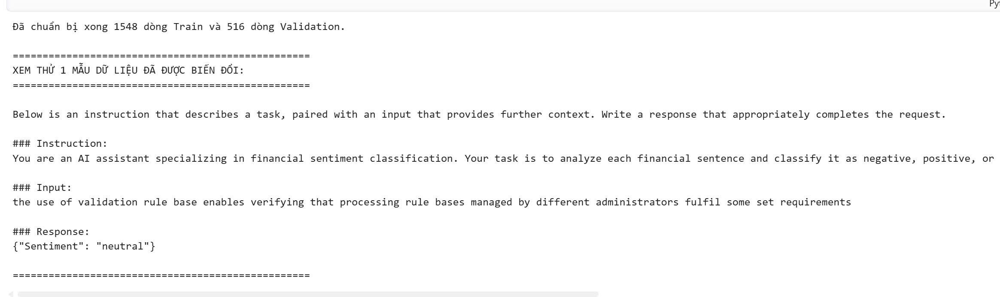 Đã chuẩn bị xong 1548 dòng Train và 516 dòng Validation.
==================================================
XEM THỬ 1 MẪU DỮ LIỆU ĐÃ ĐƯỢC BIẾN ĐỔI:
==================================================
Below is an instruction that describes a task, paired with an input that provides further context. Write a response that appropriately completes the request.
### Instruction:
You are an AI assistant specializing in financial sentiment classification. Your task is to analyze each financial sentence and classify it as negative, positive, or
### Input:
the use of validation rule base enables verifying that processing rule bases managed by different administrators fulfil some set requirements
### Response:
{"Sentiment": "neutral"}
==================================================